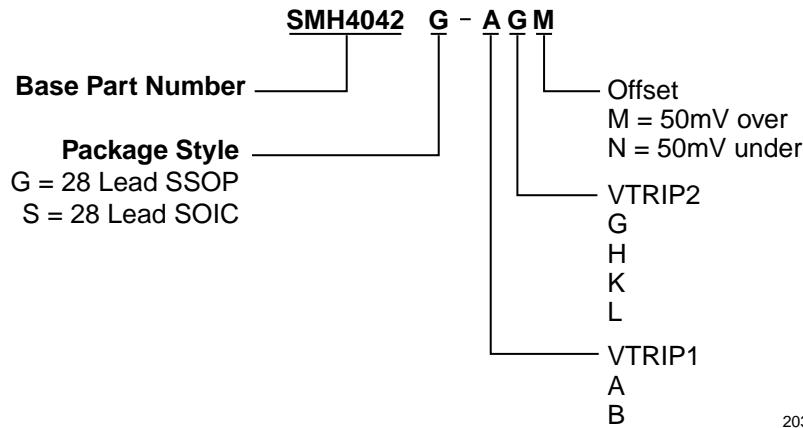 SMH4042 G - A G M
Base Part Number
Package Style
G = 28 Lead SSOP
S = 28 Lead SOIC
Offset
M = 50mV over
N = 50mV under
VTRIP2
G
H
K
L
VTRIP1
A
B
203